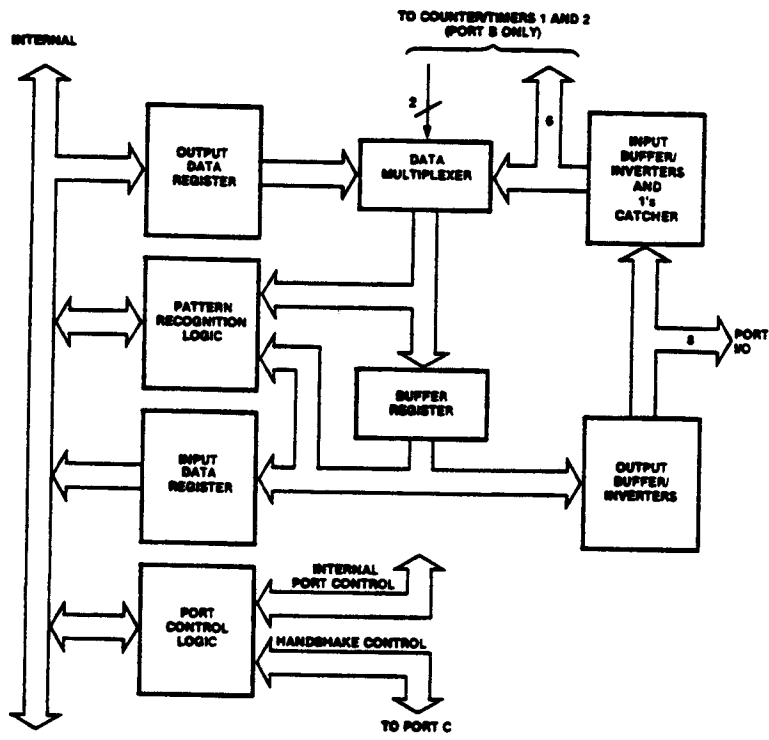 TO COUNTER/TIMERS 1 AND 2
(PORT B ONLY)
INTERNAL
2
6
OUTPUT
DATA
REGISTER
DATA
MULTIPLEXER
INPUT
BUFFER/
INVERTERS
AND
1's
CATCHER
PATTERN
RECOGNITION
LOGIC
8
PORT
I/O
BUFFER
REGISTER
INPUT
DATA
REGISTER
OUTPUT
BUFFER/
INVERTERS
PORT
CONTROL
LOGIC
INTERNAL
PORT CONTROL
HANDSHAKE CONTROL
TO PORT C